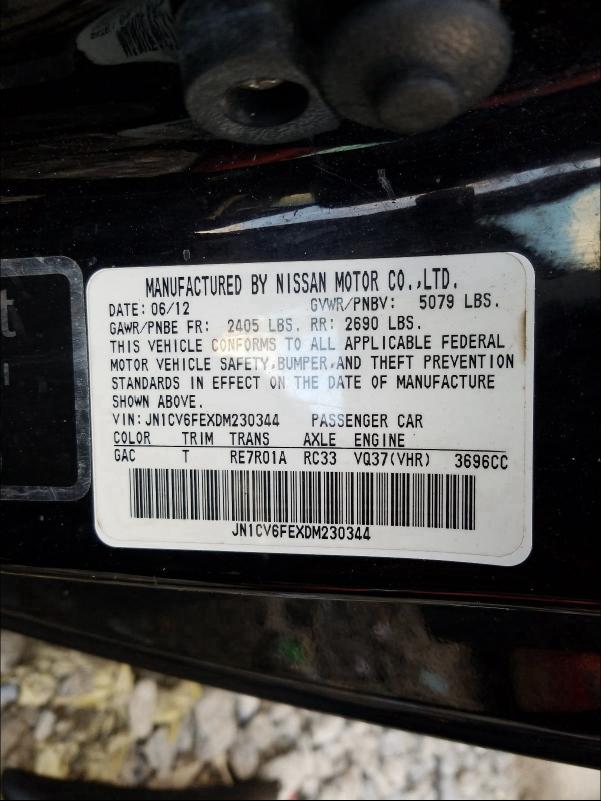 MANUFACTURED BY NISSAN MOTOR CO.,LTD.
DATE: 06/12 GVWR/PNBV: 5079 LBS.
GAWR/PNBE FR: 2405 LBS. RR: 2690 LBS.
THIS VEHICLE CONFORMS TO ALL APPLICABLE FEDERAL
MOTOR VEHICLE SAFETY,BUMPER,AND THEFT PREVENTION
STANDARDS IN EFFECT ON THE DATE OF MANUFACTURE
SHOWN ABOVE.
VIN: JN1CV6FEXDM230344 PASSENGER CAR
COLOR TRIM TRANS AXLE ENGINE
GAC T RE7R01A RC33 VQ37(VHR) 3696CC
JN1CV6FEXDM230344